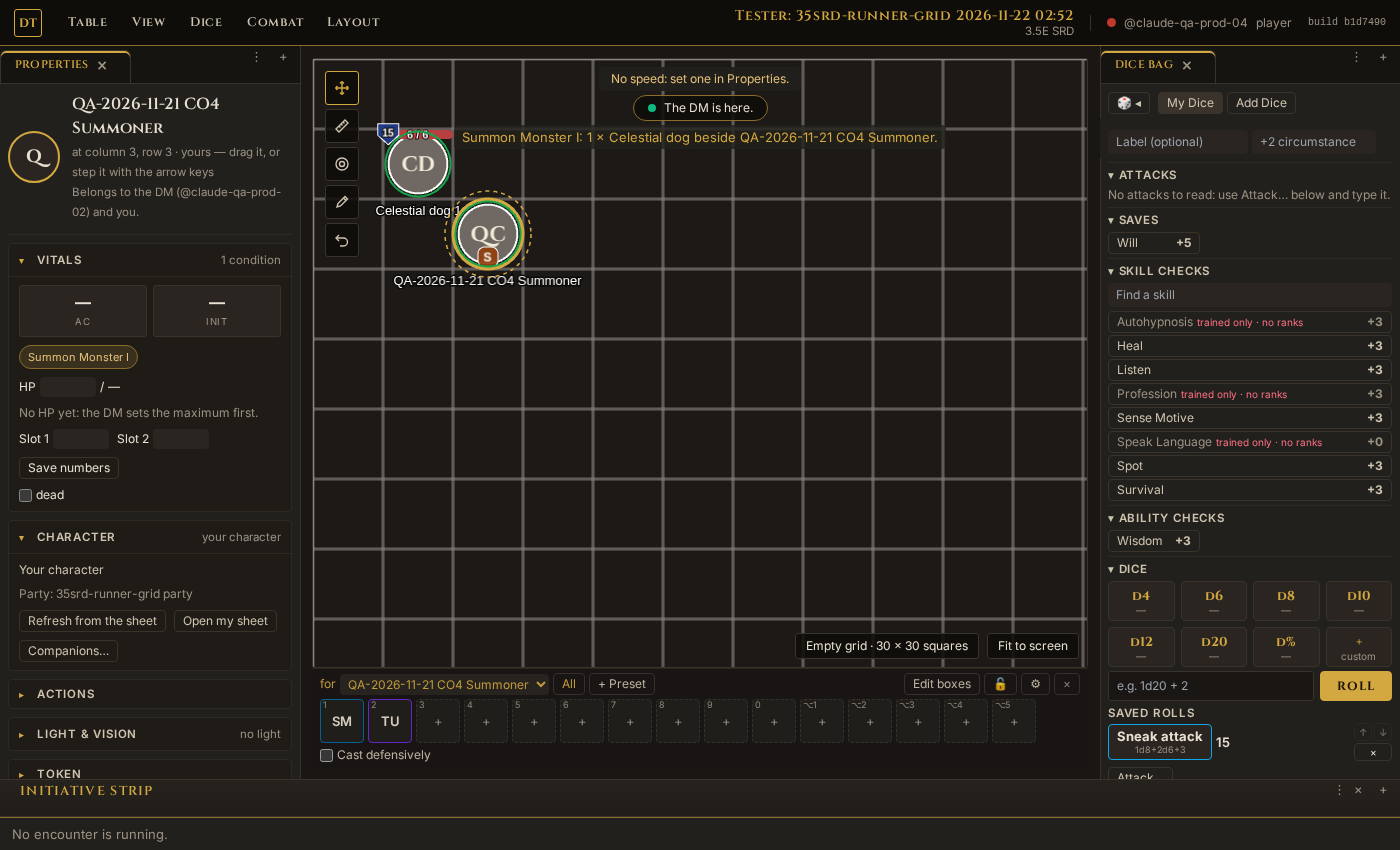 DT TABLE VIEW DICE COMBAT LAYOUT
TESTER: 35SRD-RUNNER-GRID 2026-11-22 02:52
3.5E SRD
@claude-qa-prod-04 player build b1d7490
PROPERTIES ×
QA-2026-11-21 CO4 SUMMONER
Q
at column 3, row 3 · yours — drag it, or
step it with the arrow keys
Belongs to the DM (@claude-qa-prod-
02) and you.
VITALS 1 condition
— —
AC INIT
Summon Monster I
HP / —
No HP yet: the DM sets the maximum first.
Slot 1 Slot 2
Save numbers
dead
CHARACTER your character
Your character
Party: 35srd-runner-grid party
Refresh from the sheet Open my sheet
Companions...
ACTIONS
LIGHT & VISION no light
TOKEN
No speed: set one in Properties.
The DM is here.
Summon Monster I: 1 × Celestial dog beside QA-2026-11-21 CO4 Summoner.
15 6 / 6
CD
Celestial dog 1
QC
S
QA-2026-11-21 CO4 Summoner
Empty grid · 30 × 30 squares Fit to screen
for QA-2026-11-21 CO4 Summoner All + Preset Edit boxes 🔓 ⚙ ×
1 2 3 4 5 6 7 8 9 0 ⌥1 ⌥2 ⌥3 ⌥4 ⌥5
SM TU + + + + + + + + + + + + +
Cast defensively
DICE BAG ×
My Dice Add Dice
Label (optional) +2 circumstance
ATTACKS
No attacks to read: use Attack... below and type it.
SAVES
Will +5
SKILL CHECKS
Find a skill
Autohypnosis trained only · no ranks +3
Heal +3
Listen +3
Profession trained only · no ranks +3
Sense Motive +3
Speak Language trained only · no ranks +0
Spot +3
Survival +3
ABILITY CHECKS
Wisdom +3
DICE
D4 D6 D8 D10
— — — —
D12 D20 D% +
— — — custom
e.g. 1d20 + 2 ROLL
SAVED ROLLS
Sneak attack 15 ↑ ↓
1d8+2d6+3 ×
Attack...
INITIATIVE STRIP
No encounter is running.